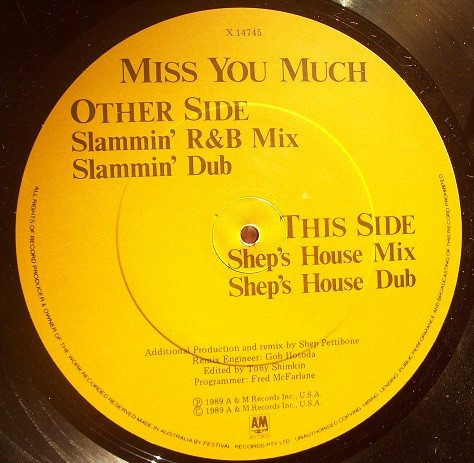 X 14745
MISS YOU MUCH
OTHER SIDE
Slammin' R&B Mix
Slammin' Dub
THIS SIDE
Shep's House Mix
Shep's House Dub
Additional Production and remix by Shep Pettibone
Remix Engineer: Goh Hotoda
Edited by Tony Shimkin
Programmer: Fred McFarlane
Ⓟ 1989 A & M Records Inc., U.S.A.
© 1989 A & M Records Inc., U.S.A.
AM
RECORDS
ALL RIGHTS OF RECORD PRODUCER & OWNER OF THE WORK RECORDED RESERVED MADE IN AUSTRALIA BY FESTIVAL RECORDS PTY LTD. UNAUTHORISED COPYING, HIRING, LENDING, PUBLIC PERFORMANCE AND BROADCASTING OF THIS RECORD PROHIBITED